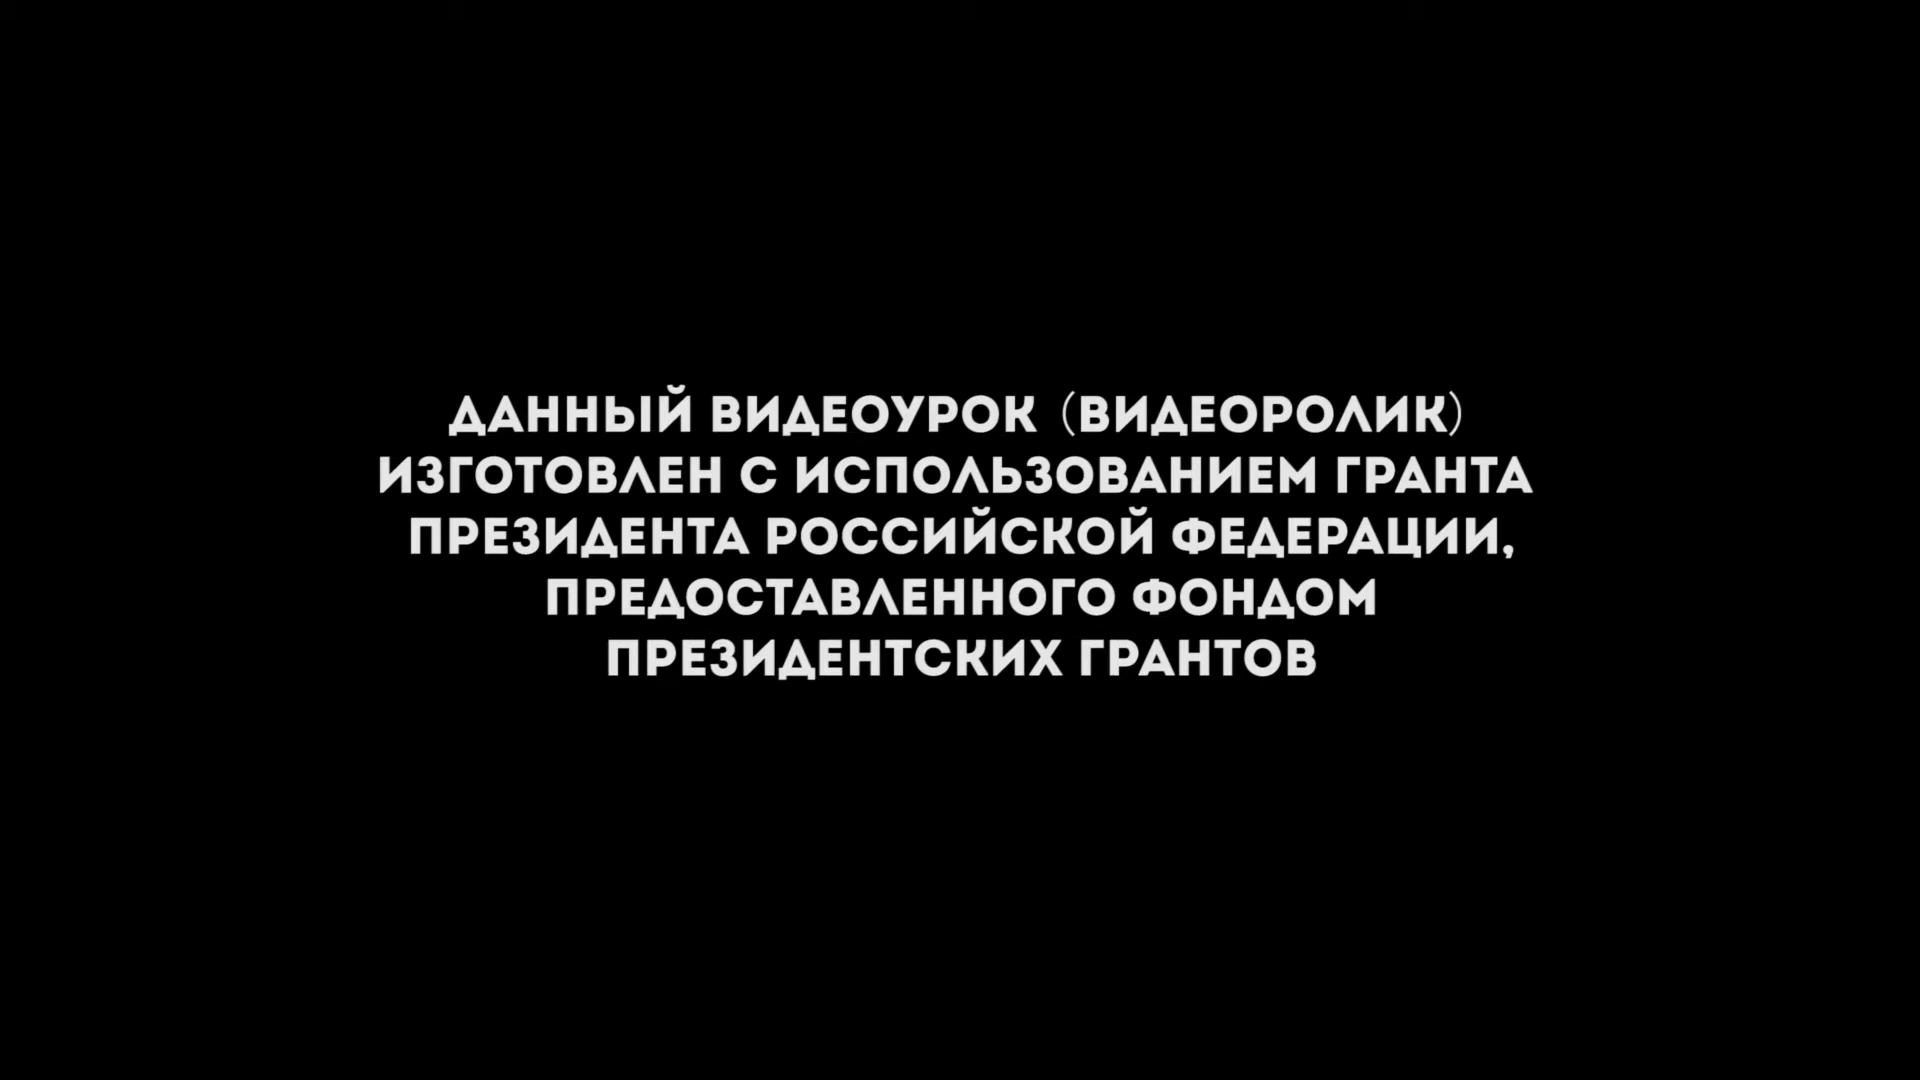 ДАННЫЙ ВИДЕОУРОК (ВИДЕОРОЛИК)
ИЗГОТОВЛЕН С ИСПОЛЬЗОВАНИЕМ ГРАНТА
ПРЕЗИДЕНТА РОССИЙСКОЙ ФЕДЕРАЦИИ,
ПРЕДОСТАВЛЕННОГО ФОНДОМ
ПРЕЗИДЕНТСКИХ ГРАНТОВ